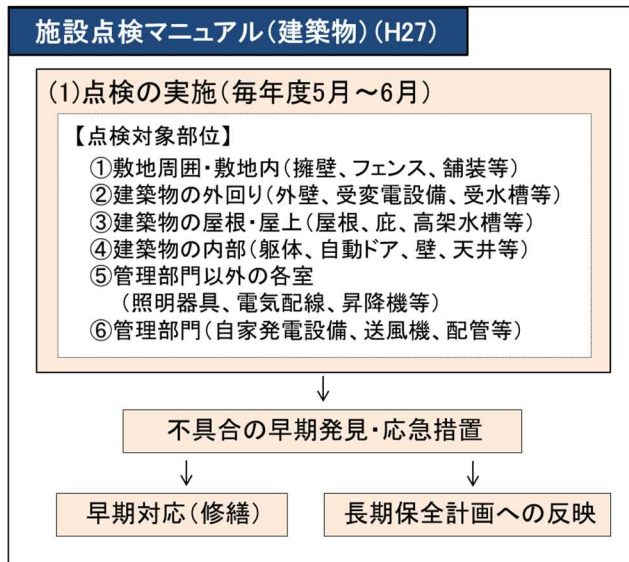 施設点検マニュアル(建築物)(H27)
(1)点検の実施(毎年度5月～6月)
【点検対象部位】
①敷地周囲・敷地内(擁壁、フェンス、舗装等)
②建築物の外回り(外壁、受変電設備、受水槽等)
③建築物の屋根・屋上(屋根、庇、高架水槽等)
④建築物の内部(躯体、自動ドア、壁、天井等)
⑤管理部門以外の各室
(照明器具、電気配線、昇降機等)
⑥管理部門(自家発電設備、送風機、配管等)
不具合の早期発見・応急措置
早期対応(修繕)
長期保全計画への反映